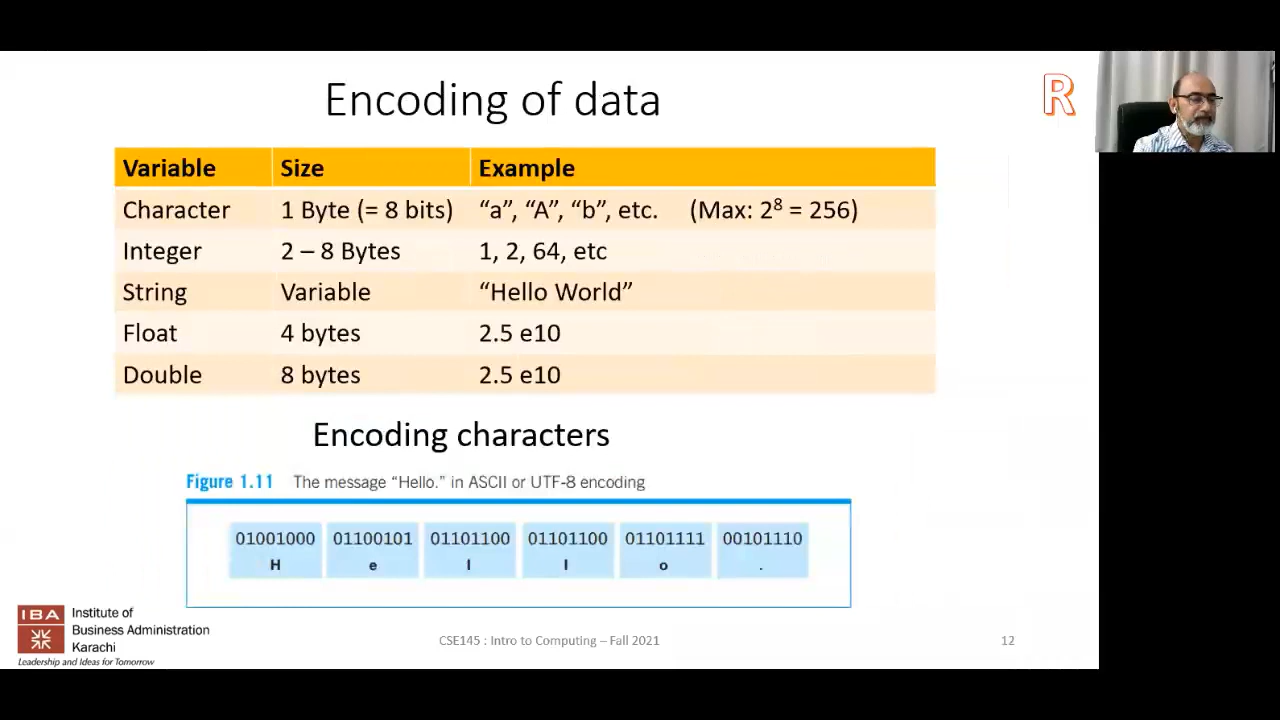 Encoding of data
R
Variable Size Example
Character 1 Byte (= 8 bits) “a”, “A”, “b”, etc. (Max: 2⁸ = 256)
Integer 2 – 8 Bytes 1, 2, 64, etc
String Variable “Hello World”
Float 4 bytes 2.5 e10
Double 8 bytes 2.5 e10
Encoding characters
Figure 1.11 The message “Hello.” in ASCII or UTF-8 encoding
01001000 01100101 01101100 01101100 01101111 00101110
H e l l o .
IBA
Institute of
Business Administration
Karachi
Leadership and Ideas for Tomorrow
CSE145 : Intro to Computing – Fall 2021
12